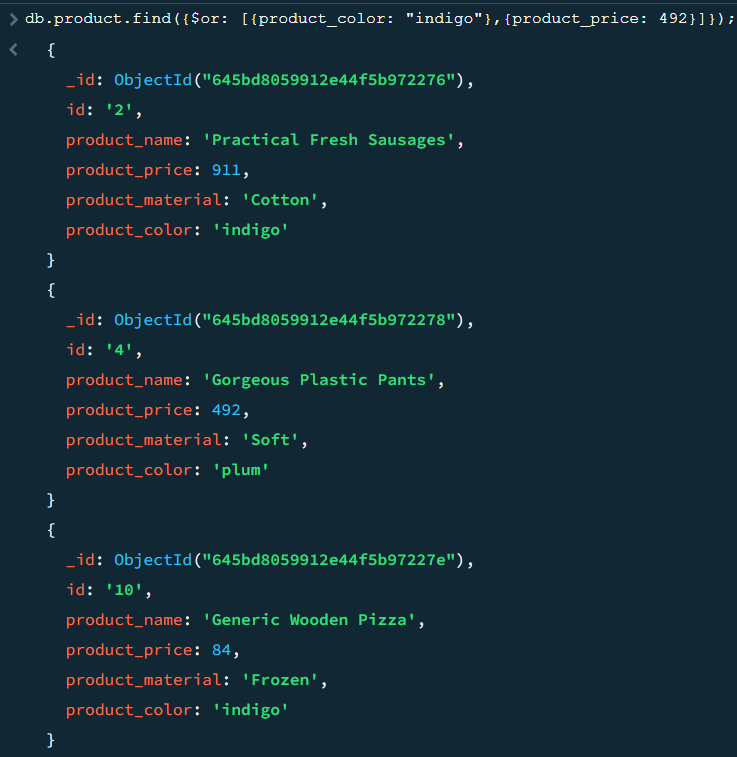 > db.product.find({$or: [{product_color: "indigo"},{product_price: 492}]});
< {
_id: ObjectId("645bd8059912e44f5b972276"),
id: '2',
product_name: 'Practical Fresh Sausages',
product_price: 911,
product_material: 'Cotton',
product_color: 'indigo'
}
{
_id: ObjectId("645bd8059912e44f5b972278"),
id: '4',
product_name: 'Gorgeous Plastic Pants',
product_price: 492,
product_material: 'Soft',
product_color: 'plum'
}
{
_id: ObjectId("645bd8059912e44f5b97227e"),
id: '10',
product_name: 'Generic Wooden Pizza',
product_price: 84,
product_material: 'Frozen',
product_color: 'indigo'
}